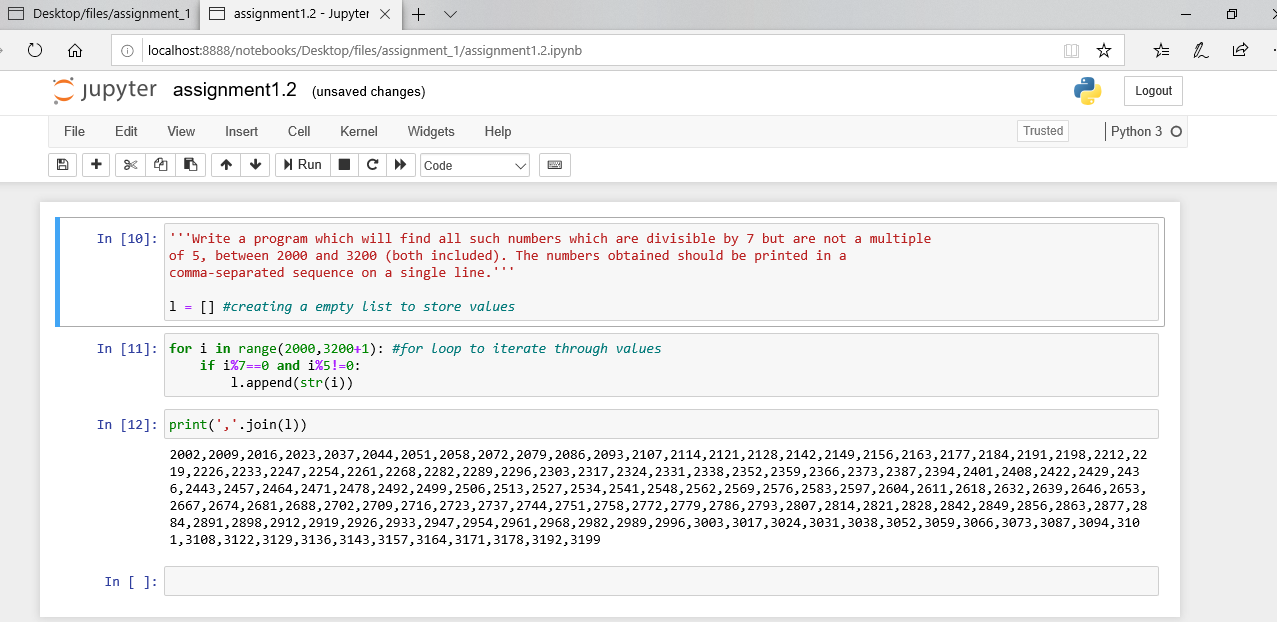 Desktop/files/assignment_1
assignment1.2 - Jupyter
localhost:8888/notebooks/Desktop/files/assignment_1/assignment1.2.ipynb
jupyter assignment1.2 (unsaved changes)
Logout
File Edit View Insert Cell Kernel Widgets Help
Trusted
Python 3
Run
Code
In [10]: '''Write a program which will find all such numbers which are divisible by 7 but are not a multiple
of 5, between 2000 and 3200 (both included). The numbers obtained should be printed in a
comma-separated sequence on a single line.'''
l = [] #creating a empty list to store values
In [11]: for i in range(2000,3200+1): #for loop to iterate through values
    if i%7==0 and i%5!=0:
        l.append(str(i))
In [12]: print(','.join(l))
2002,2009,2016,2023,2037,2044,2051,2058,2072,2079,2086,2093,2107,2114,2121,2128,2142,2149,2156,2163,2177,2184,2191,2198,2212,22
19,2226,2233,2247,2254,2261,2268,2282,2289,2296,2303,2317,2324,2331,2338,2352,2359,2366,2373,2387,2394,2401,2408,2422,2429,243
6,2443,2457,2464,2471,2478,2492,2499,2506,2513,2527,2534,2541,2548,2562,2569,2576,2583,2597,2604,2611,2618,2632,2639,2646,2653,
2667,2674,2681,2688,2702,2709,2716,2723,2737,2744,2751,2758,2772,2779,2786,2793,2807,2814,2821,2828,2842,2849,2856,2863,2877,28
84,2891,2898,2912,2919,2926,2933,2947,2954,2961,2968,2982,2989,2996,3003,3017,3024,3031,3038,3052,3059,3066,3073,3087,3094,310
1,3108,3122,3129,3136,3143,3157,3164,3171,3178,3192,3199
In [ ]: